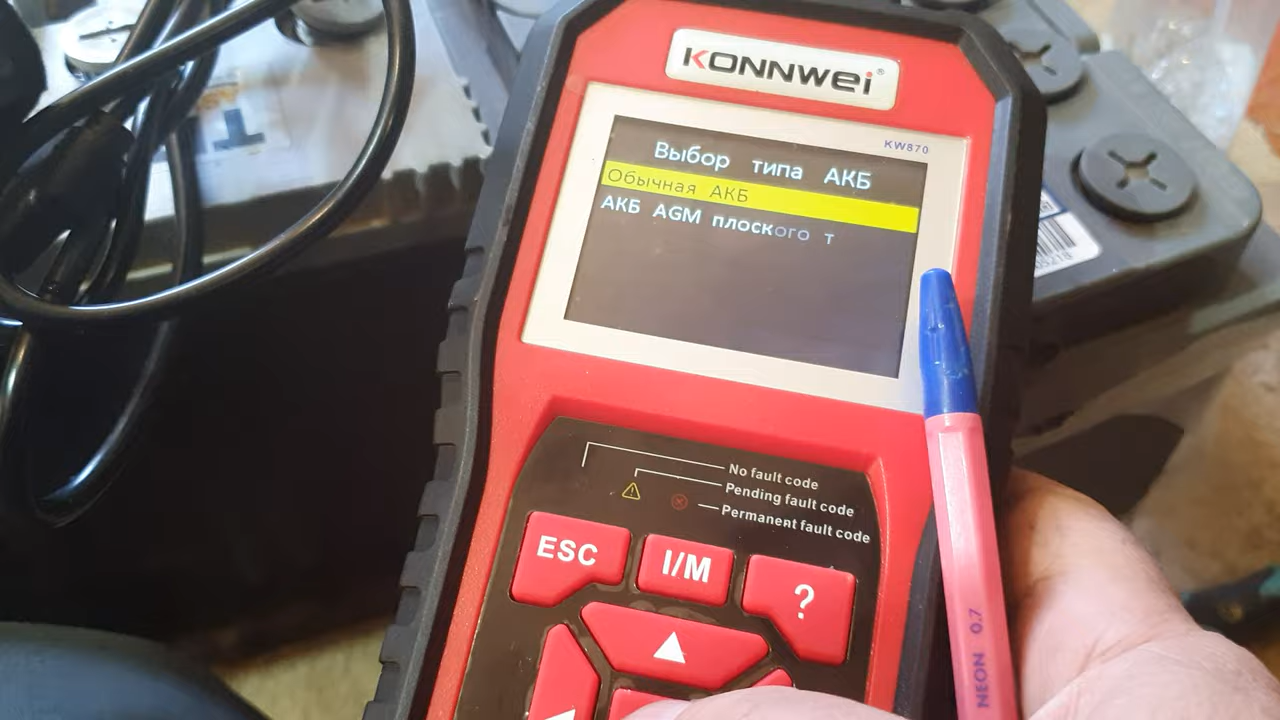 KONNWEI®
KW870
Выбор типа АКБ
Обычная АКБ
АКБ AGM плоского т
No fault code
Pending fault code
Permanent fault code
ESC
I/M
?
NEON 0.7